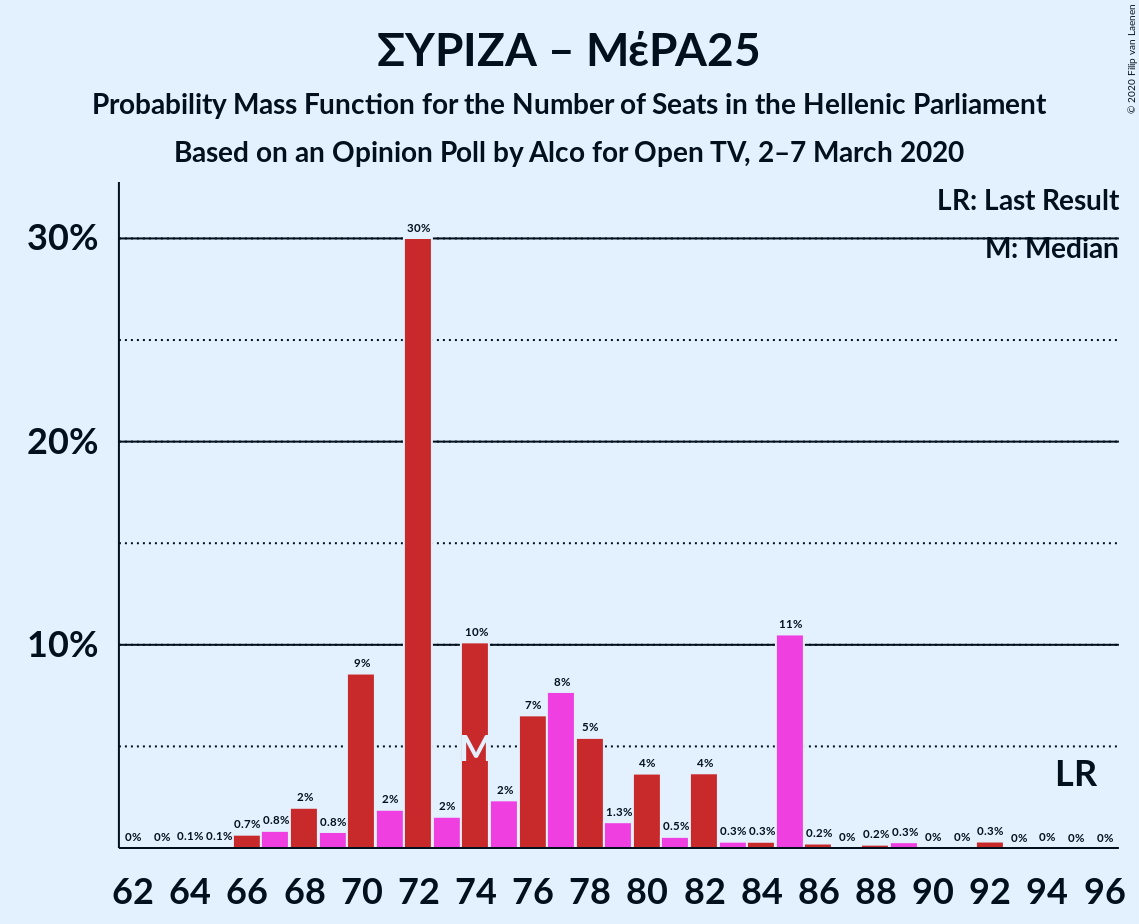 ΣΥΡΙΖΑ – ΜέΡΑ25
Probability Mass Function for the Number of Seats in the Hellenic Parliament
Based on an Opinion Poll by Alco for Open TV, 2–7 March 2020
© 2020 Filip van Laenen
LR: Last Result
M: Median
30%
20%
10%
0% 0% 0.1% 0.1% 0.7% 0.8% 2% 0.8% 9% 2% 30% 2% 10% 2% 7% 8% 5% 1.3% 4% 0.5% 4% 0.3% 0.3% 11% 0.2% 0% 0.2% 0.3% 0% 0% 0.3% 0% 0% 0% 0%
M
LR
62 64 66 68 70 72 74 76 78 80 82 84 86 88 90 92 94 96